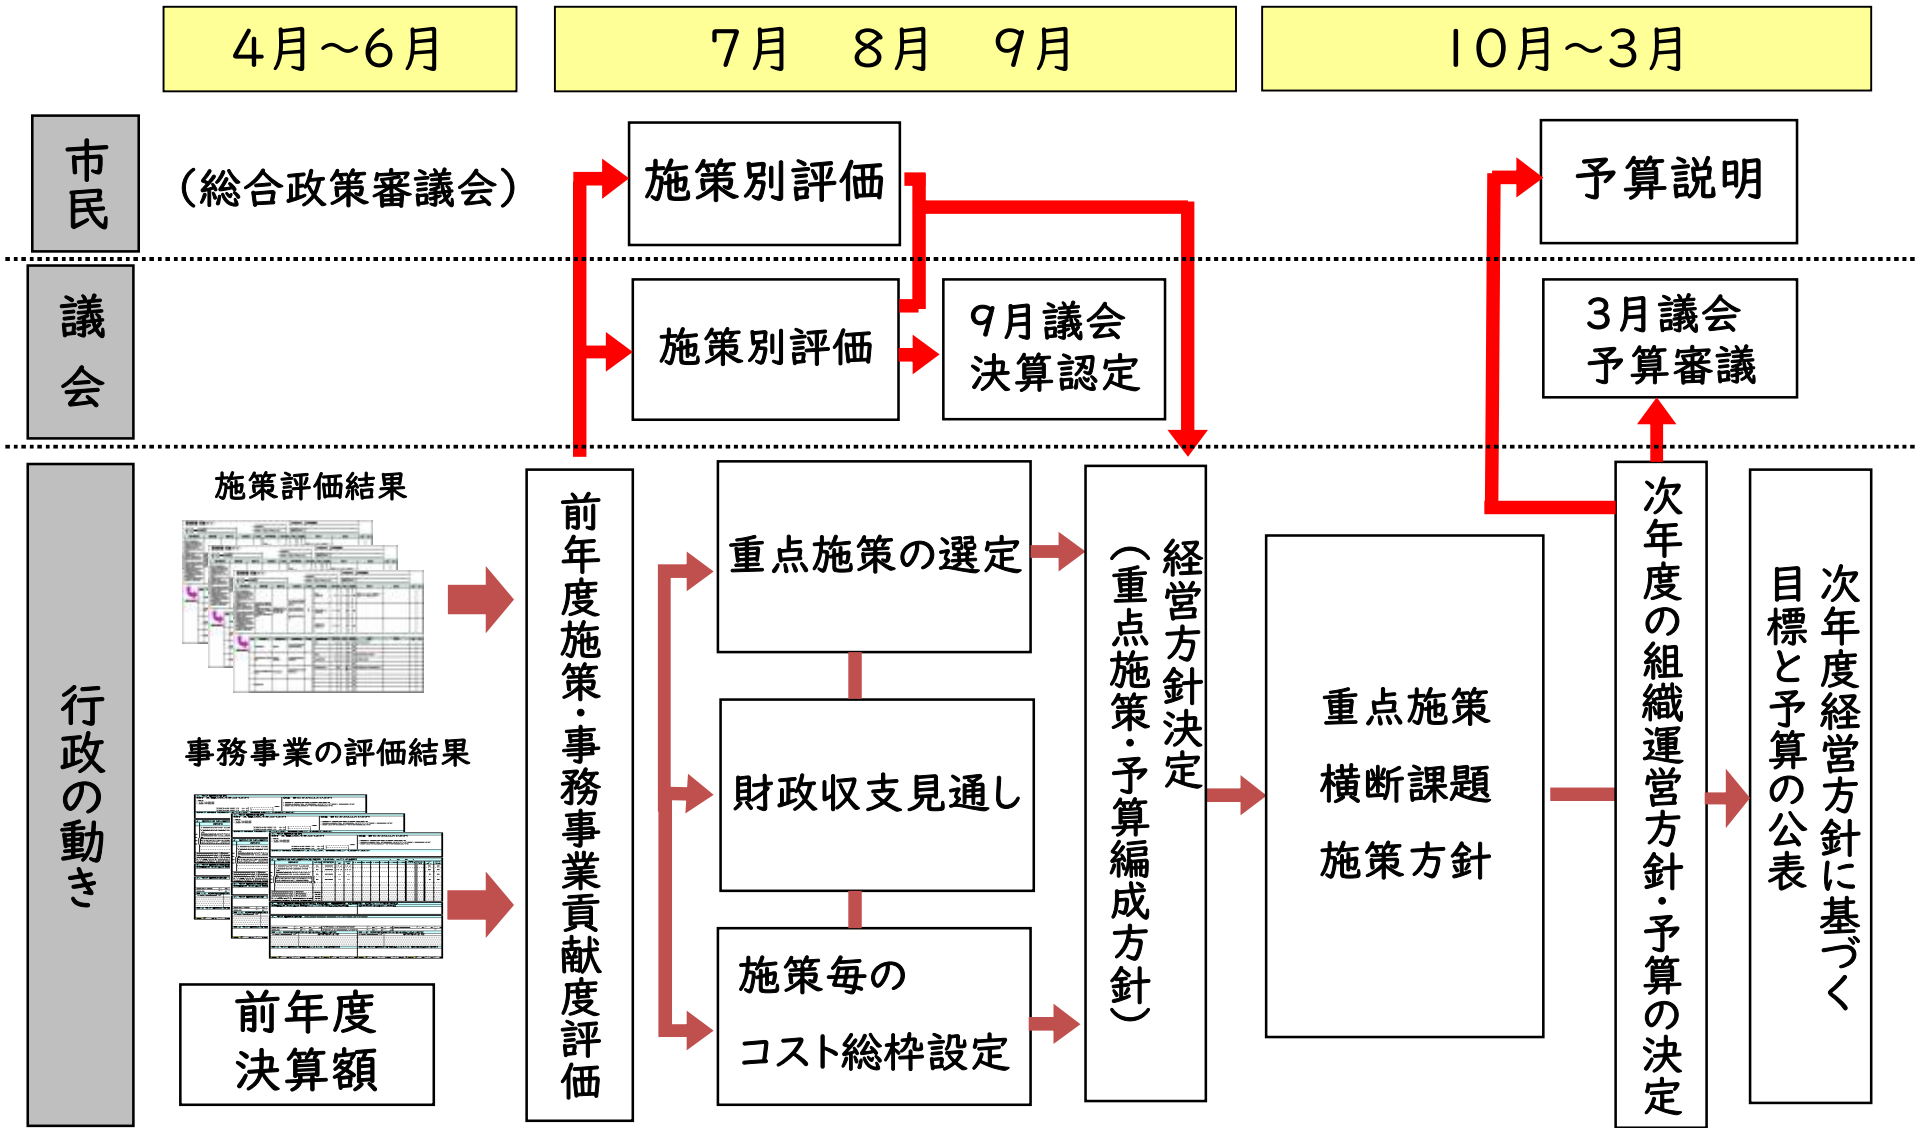 4月～6月
7月　8月　9月
10月～3月
市民
（総合政策審議会）
施策別評価
予算説明
議会
施策別評価
9月議会
決算認定
3月議会
予算審議
行政の動き
施策評価結果
事務事業の評価結果
前年度
決算額
前年度施策・事務事業貢献度評価
重点施策の選定
財政収支見通し
施策毎の
コスト総枠設定
経営方針決定
（重点施策・予算編成方針）
重点施策
横断課題
施策方針
次年度の組織運営方針・予算の決定
次年度経営方針に基づく
目標と予算の公表